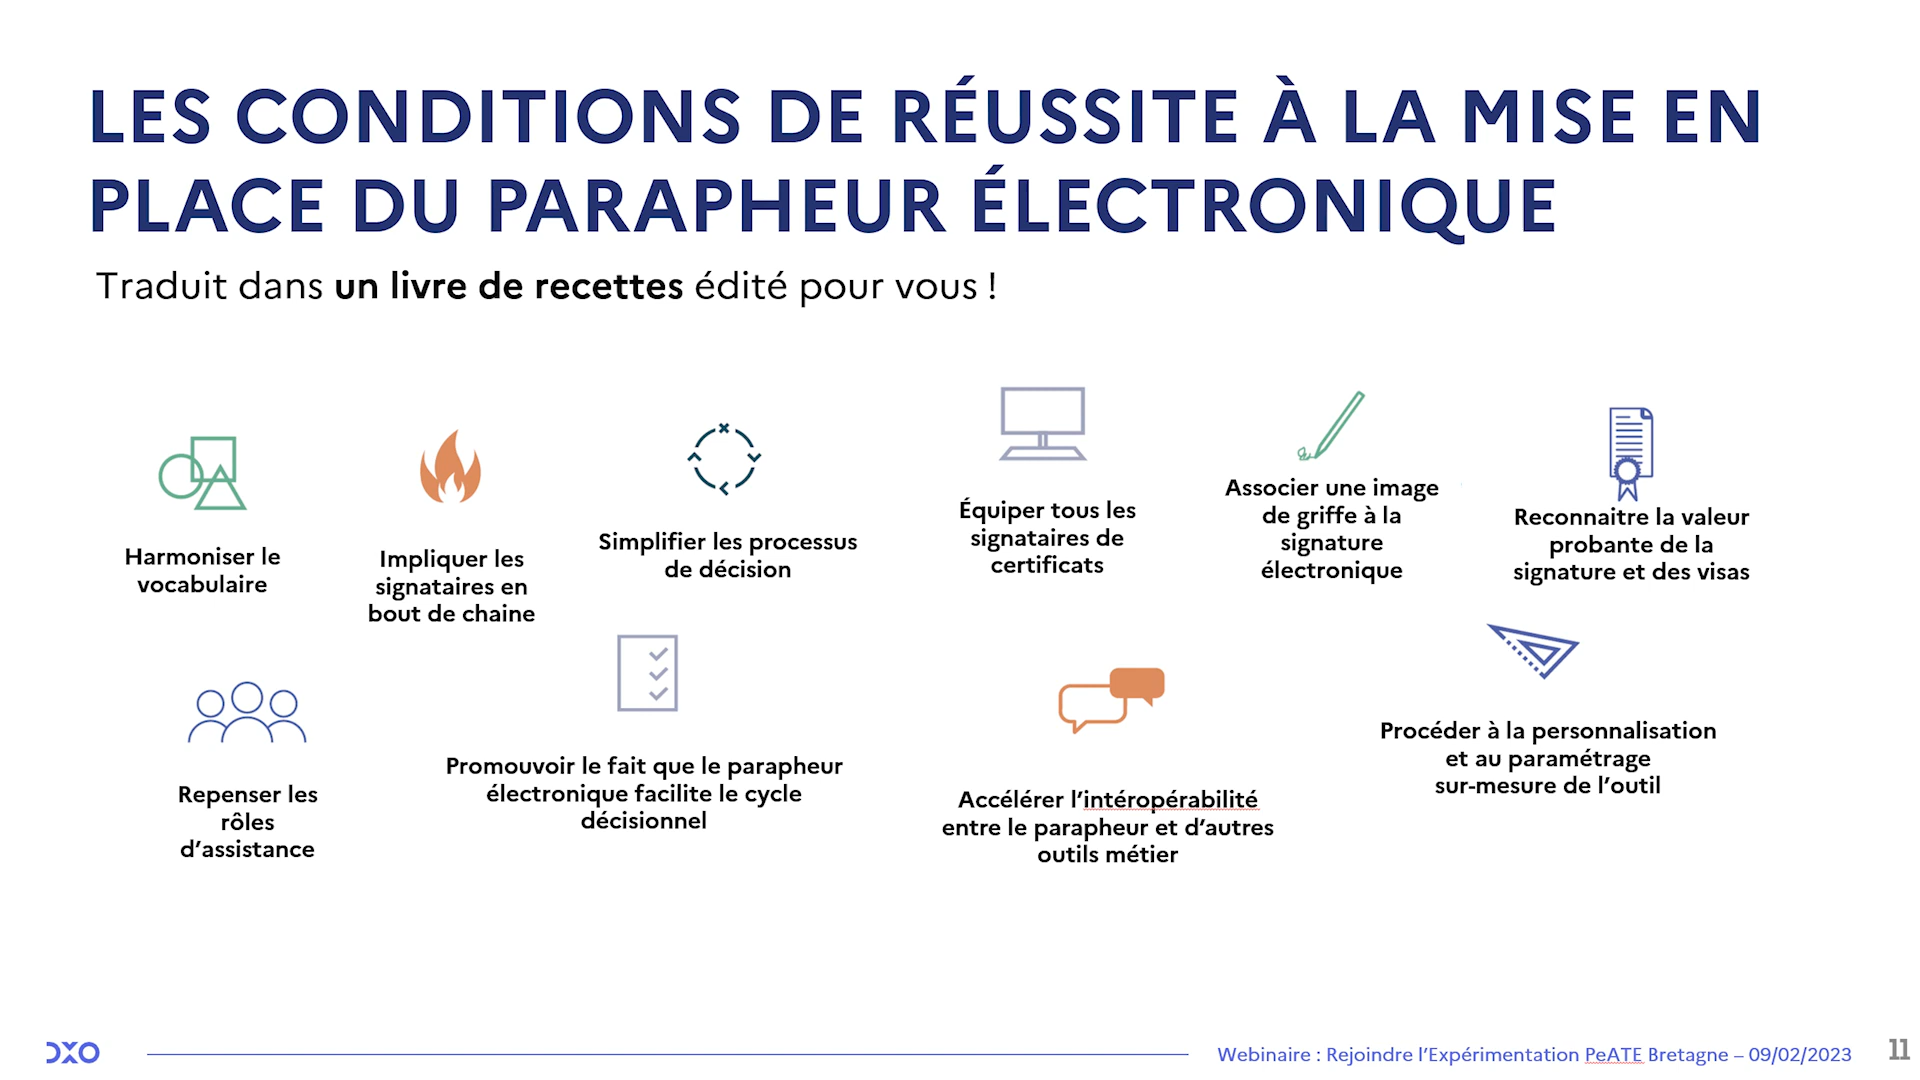 LES CONDITIONS DE RÉUSSITE À LA MISE EN
PLACE DU PARAPHEUR ÉLECTRONIQUE
Traduit dans un livre de recettes édité pour vous !
Harmoniser le
vocabulaire
Impliquer les
signataires en
bout de chaine
Simplifier les processus
de décision
Équiper tous les
signataires de
certificats
Associer une image
de griffe à la
signature
électronique
Reconnaitre la valeur
probante de la
signature et des visas
Repenser les
rôles
d'assistance
Promouvoir le fait que le parapheur
électronique facilite le cycle
décisionnel
Accélérer l'intéropérabilité
entre le parapheur et d'autres
outils métier
Procéder à la personnalisation
et au paramétrage
sur-mesure de l'outil
DXO
Webinaire : Rejoindre l'Expérimentation PeATE Bretagne – 09/02/2023
11